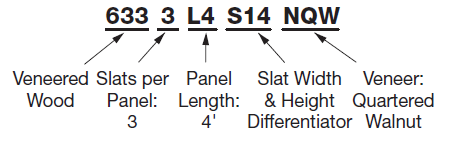 633 3 L4 S14 NQW
Veneered Slats per Panel Slat Width Veneer:
Wood Panel: Length: & Height Quartered
3 4' Differentiator Walnut